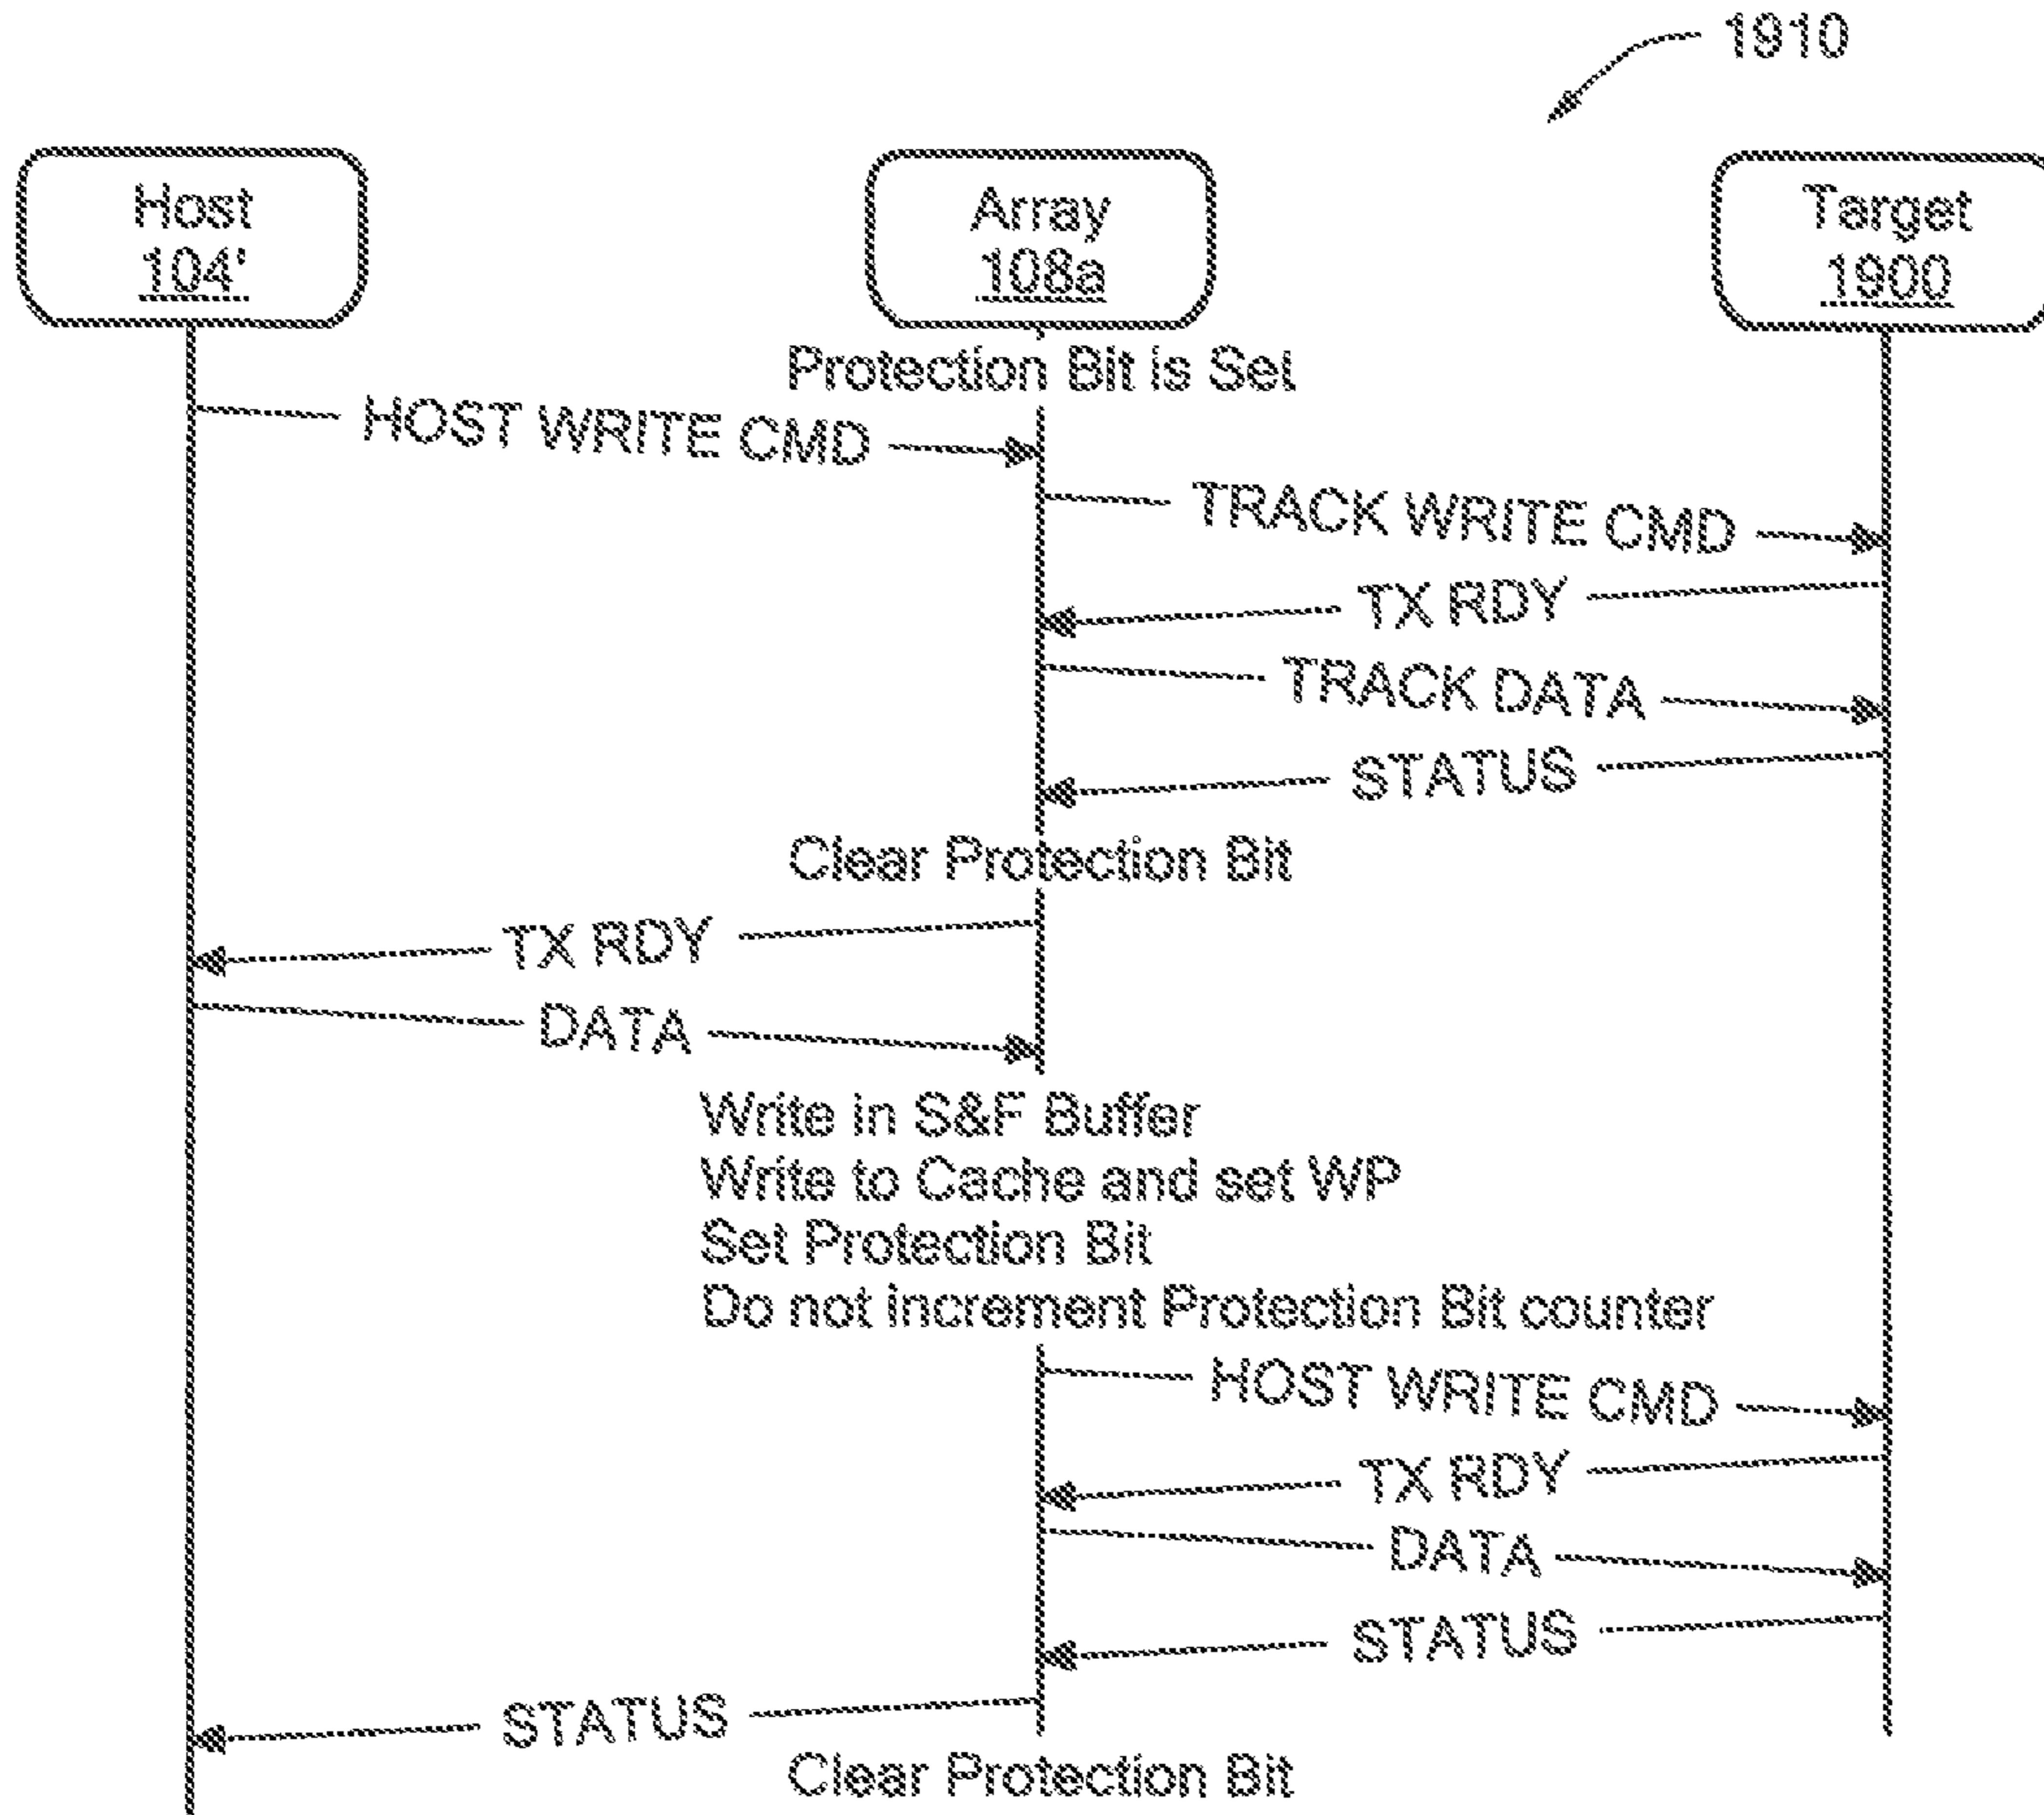 1910
Host
104'
Array
108a
Target
1900
Protection Bit is Set
HOST WRITE CMD
TRACK WRITE CMD
TX RDY
TRACK DATA
STATUS
Clear Protection Bit
TX RDY
DATA
Write in S&F Buffer
Write to Cache and set WP
Set Protection Bit
Do not increment Protection Bit counter
HOST WRITE CMD
TX RDY
DATA
STATUS
STATUS
Clear Protection Bit